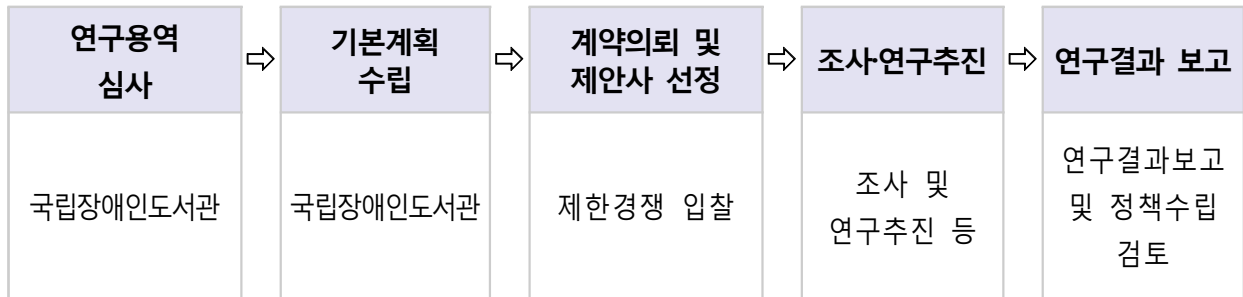 연구용역
심사
⇨
기본계획
수립
⇨
계약의뢰 및
제안사 선정
⇨
조사·연구추진
⇨
연구결과 보고
국립장애인도서관
국립장애인도서관
제한경쟁 입찰
조사 및
연구추진 등
연구결과보고
및 정책수립
검토